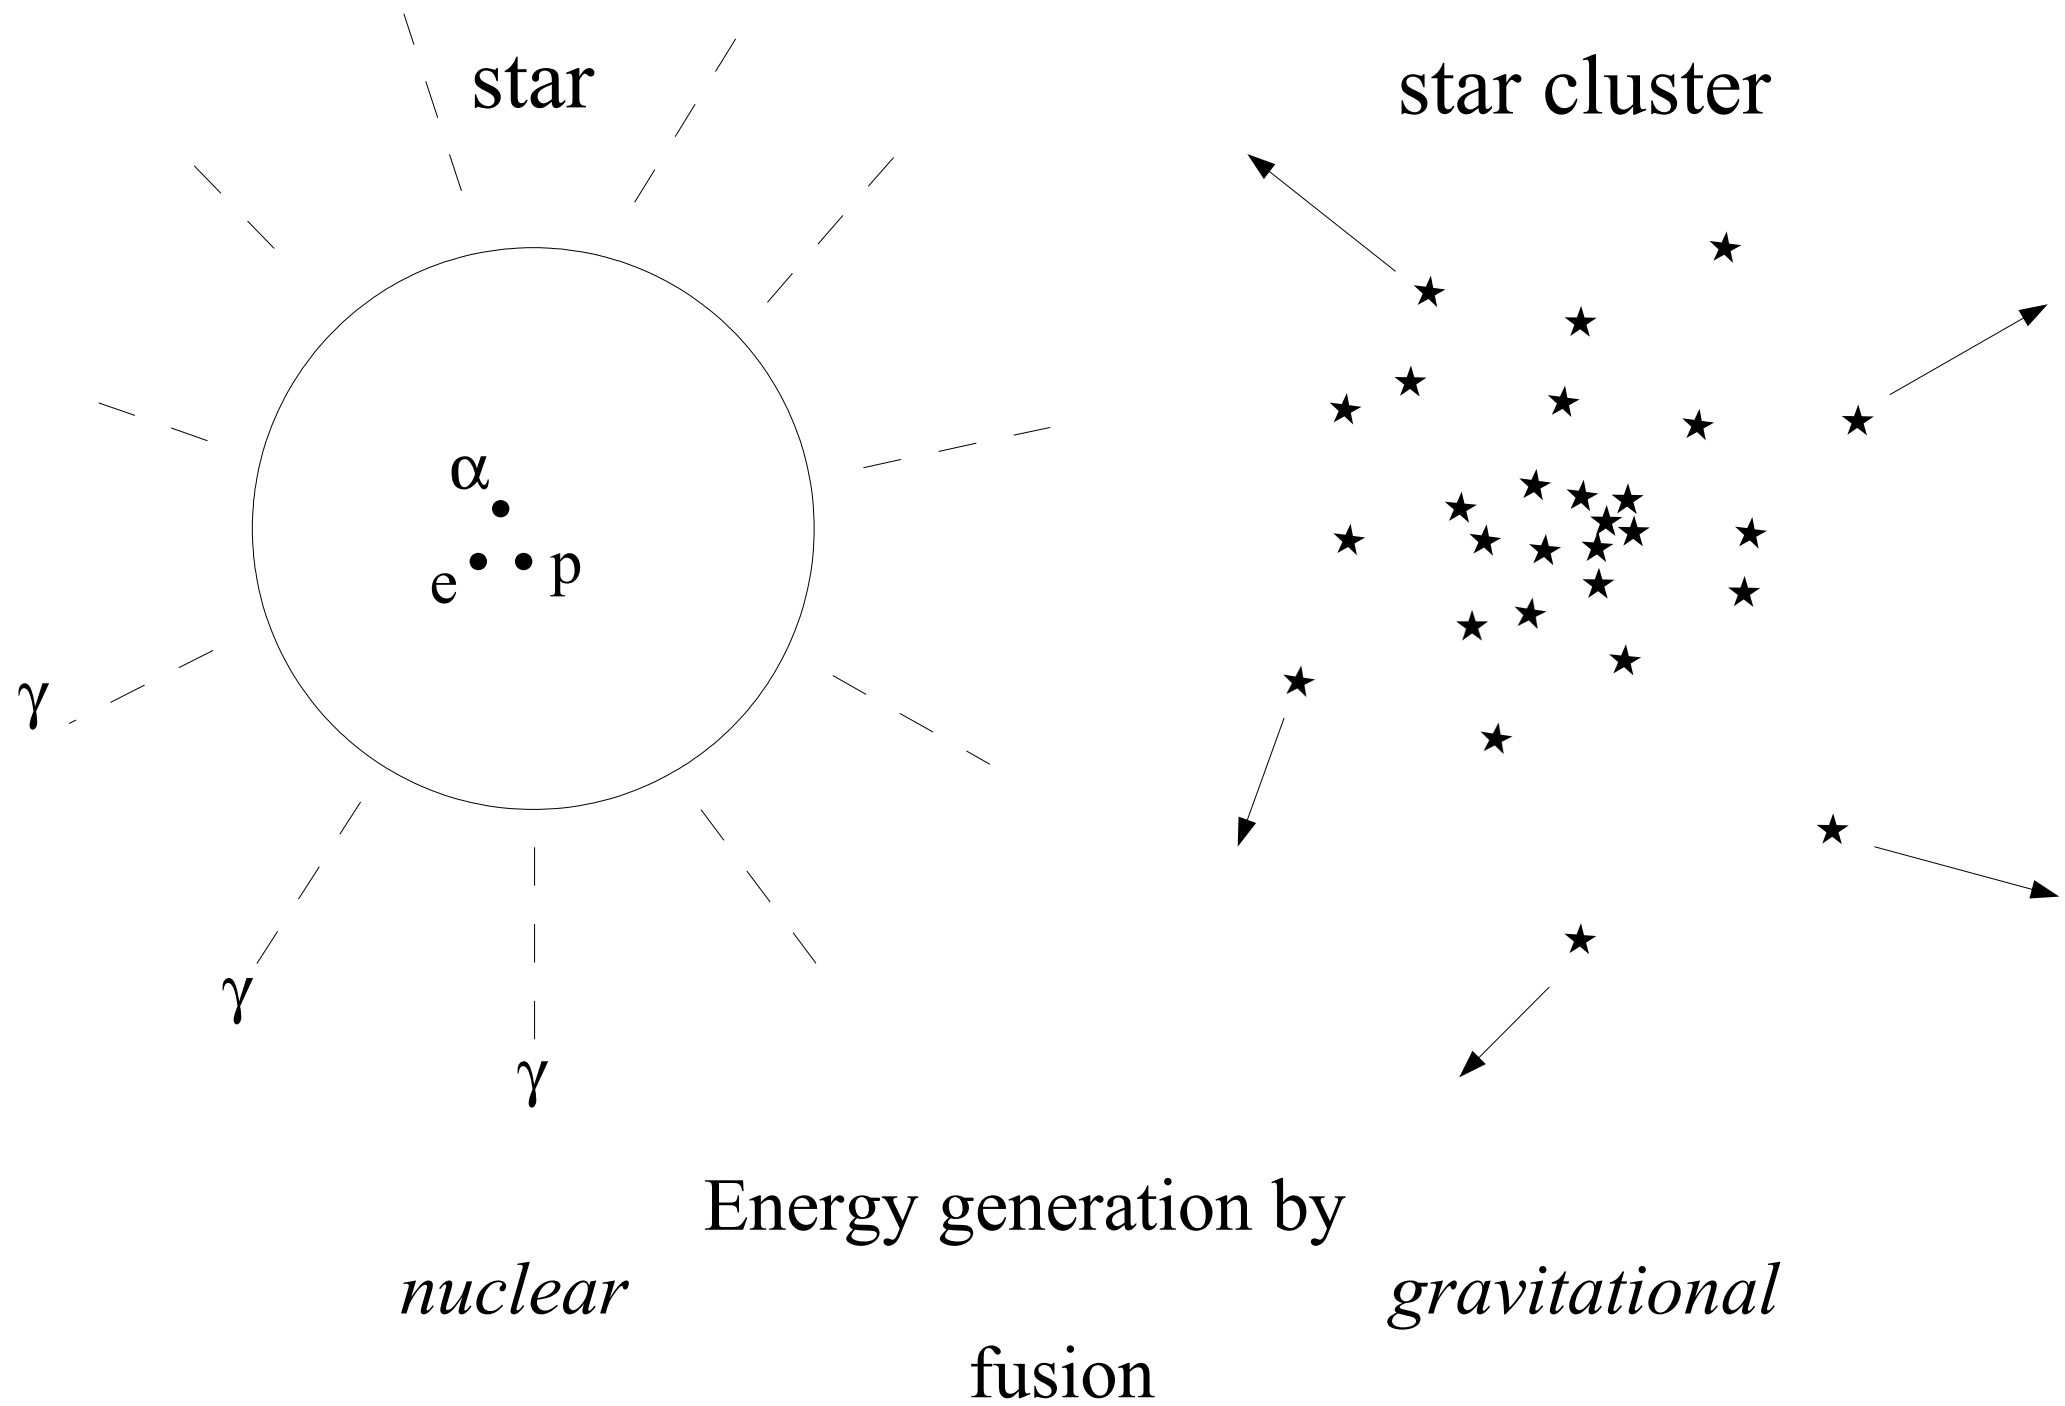 star
star cluster
α
e
p
γ
γ
γ
Energy generation by
nuclear
gravitational
fusion